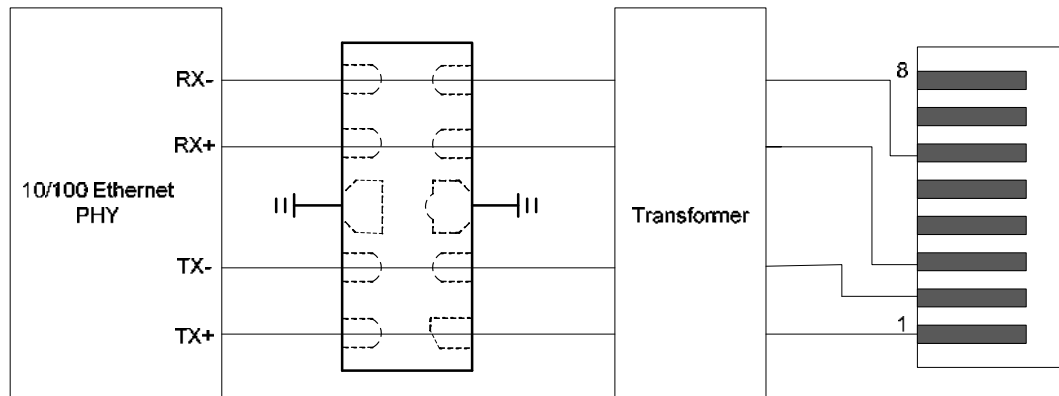 RX-
8
RX+
10/100 Ethernet
PHY
Transformer
TX-
TX+
1